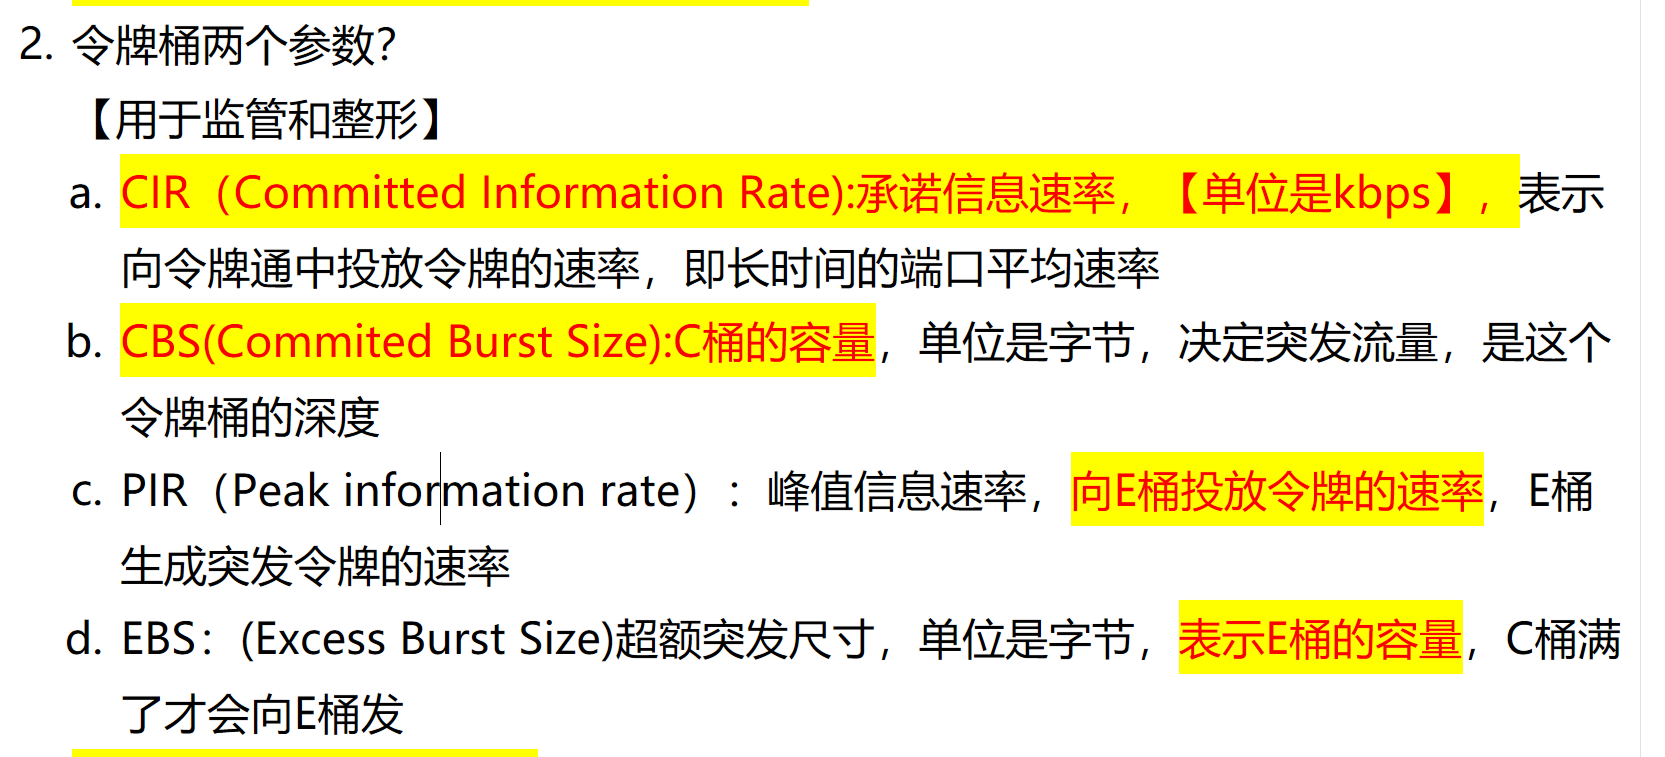 2. 令牌桶两个参数?
【用于监管和整形】
a. CIR（Committed Information Rate):承诺信息速率，【单位是kbps】，表示
向令牌通中投放令牌的速率，即长时间的端口平均速率
b. CBS(Commited Burst Size):C桶的容量，单位是字节，决定突发流量，是这个
令牌桶的深度
c. PIR（Peak information rate）：峰值信息速率，向E桶投放令牌的速率，E桶
生成突发令牌的速率
d. EBS：(Excess Burst Size)超额突发尺寸，单位是字节，表示E桶的容量，C桶满
了才会向E桶发